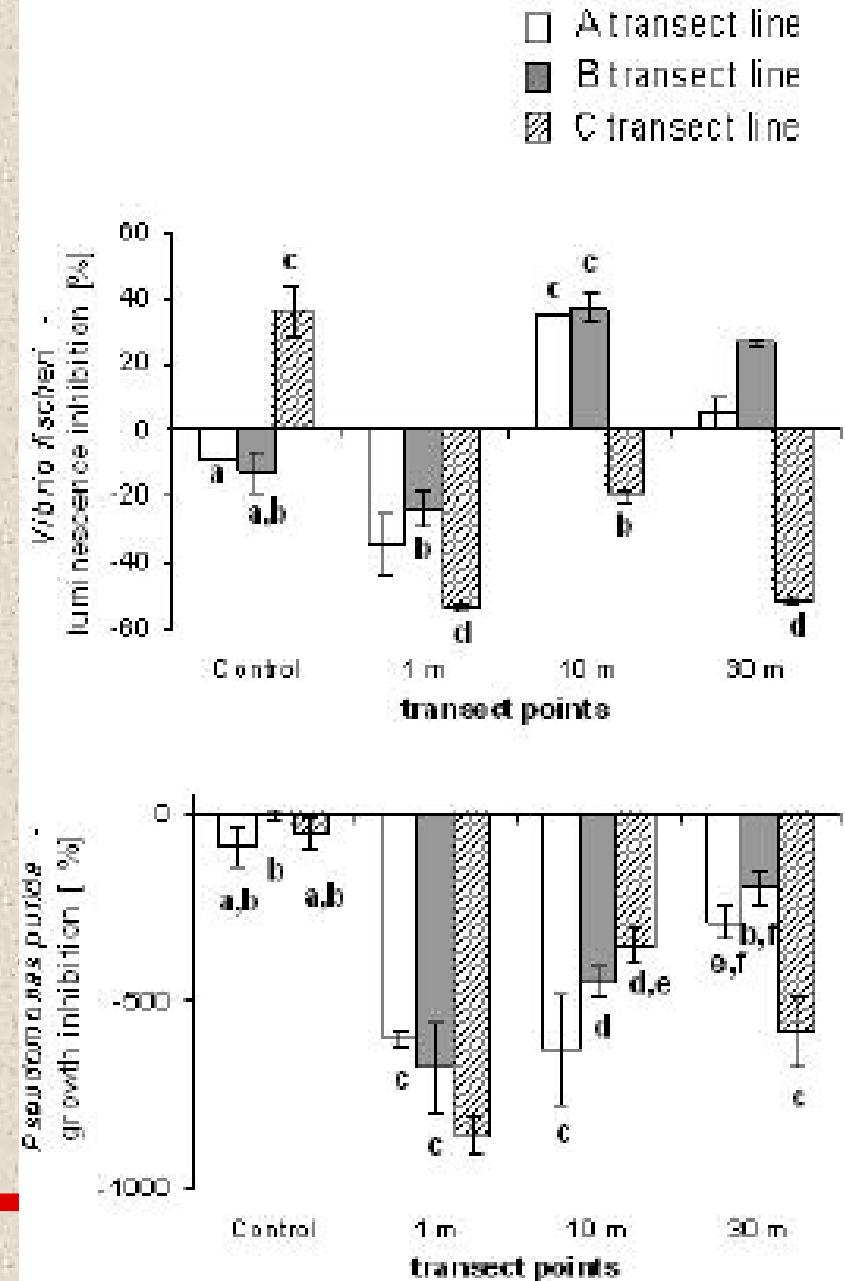 A transect line
B transect line
C transect line
Vibrio fischeri -
luminescence inhibition [%]
60
40
20
0
-20
-40
-60
c
c
c
a
a,b
b
b
d
d
Control
1 m
10 m
30 m
transect points
Pseudomonas putida -
growth inhibition [ %]
0
-500
-1000
a,b
b
a,b
c
c
c
d
d,e
e,f
b,f
c
Control
1 m
10 m
30 m
transect points